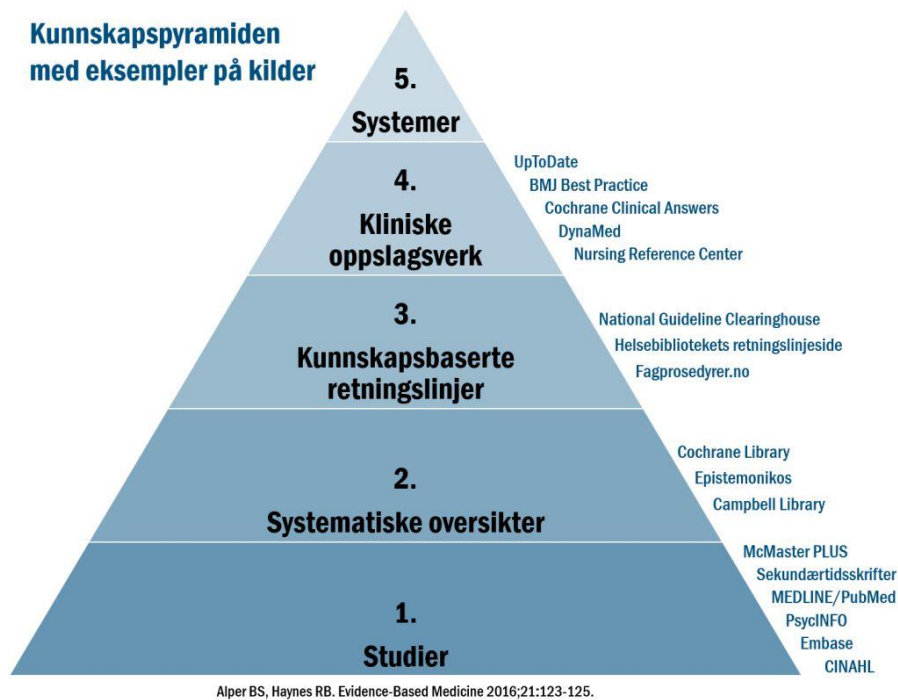 Kunnskapspyramiden
med eksempler på kilder
5.
Systemer
4.
Kliniske
oppslagsverk
UpToDate
BMJ Best Practice
Cochrane Clinical Answers
DynaMed
Nursing Reference Center
3.
Kunnskapsbaserte
retningslinjer
National Guideline Clearinghouse
Helsebibliotekets retningslinjeside
Fagprosedyrer.no
2.
Systematiske oversikter
Cochrane Library
Epistemonikos
Campbell Library
1.
Studier
McMaster PLUS
Sekundærtidsskrifter
MEDLINE/PubMed
PsycINFO
Embase
CINAHL
Alper BS, Haynes RB. Evidence-Based Medicine 2016;21:123-125.